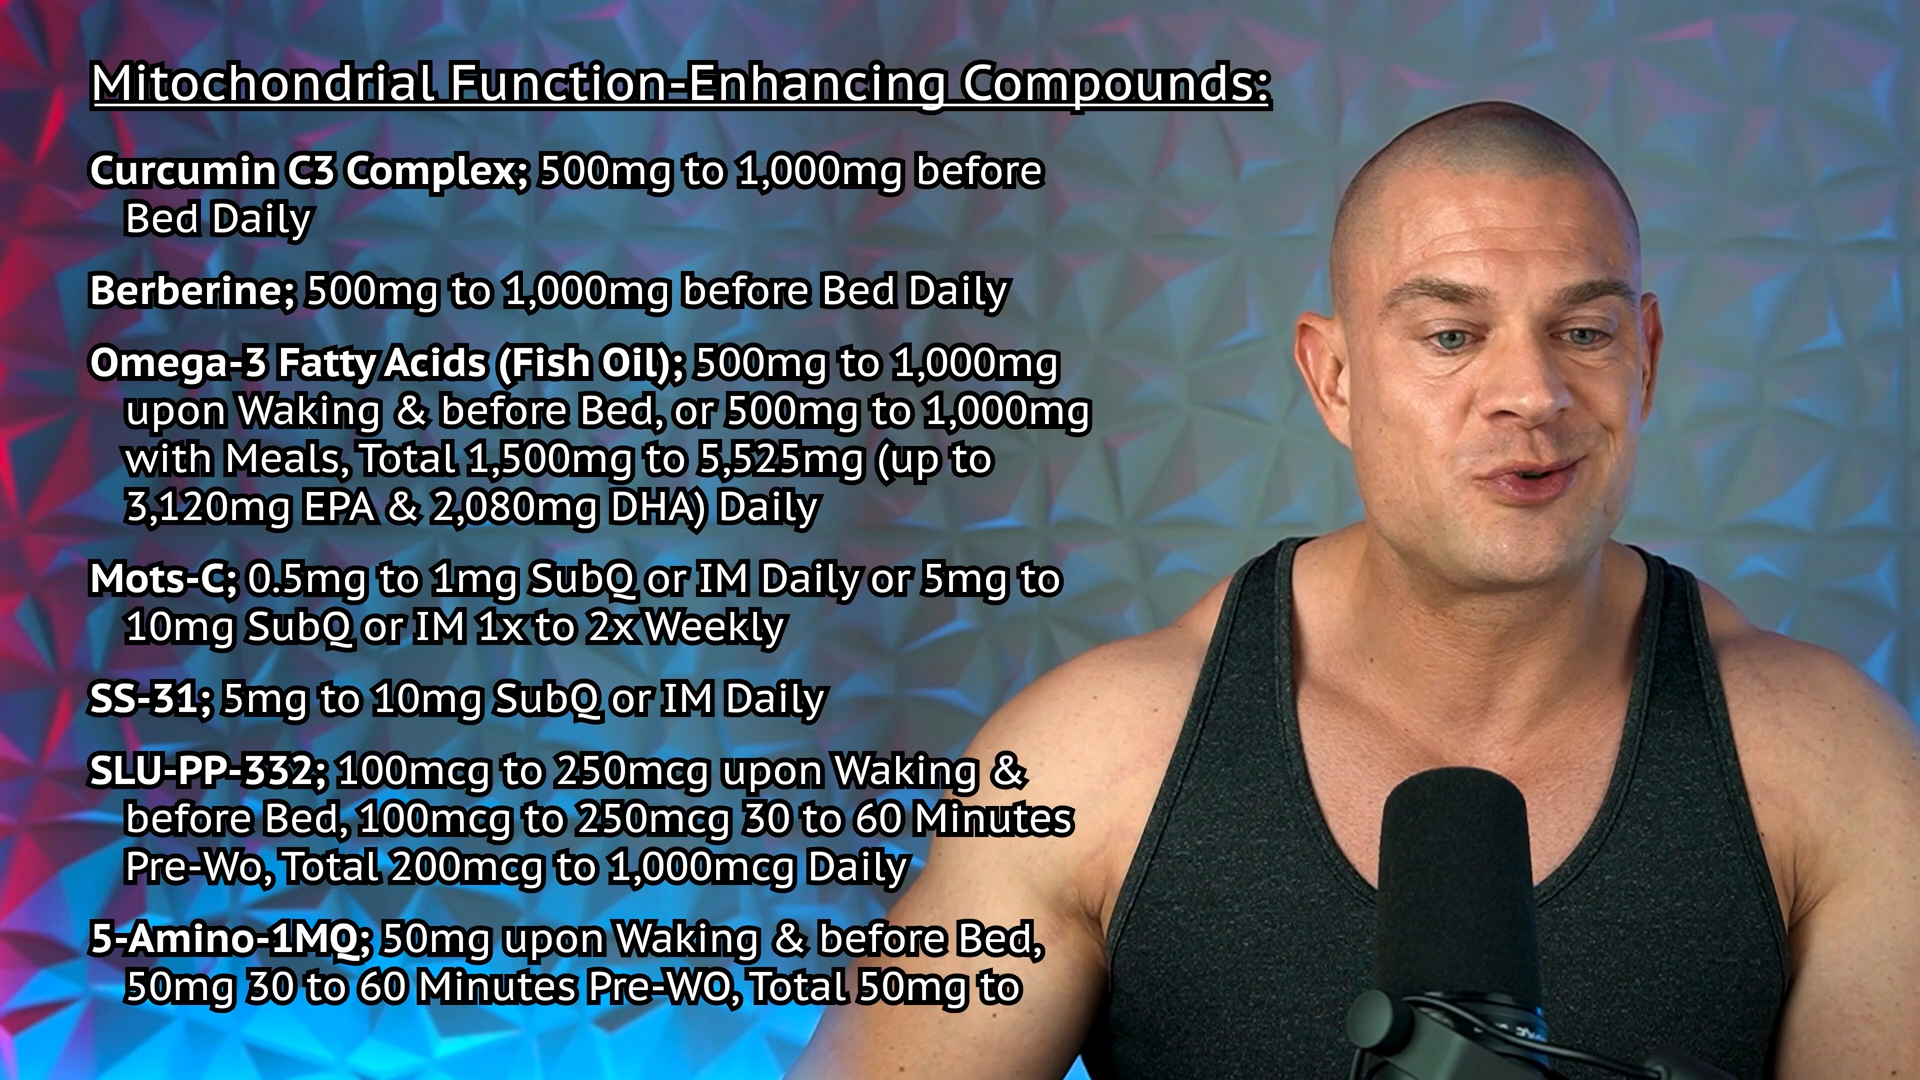 Mitochondrial Function-Enhancing Compounds:
Curcumin C3 Complex; 500mg to 1,000mg before
Bed Daily
Berberine; 500mg to 1,000mg before Bed Daily
Omega-3 Fatty Acids (Fish Oil); 500mg to 1,000mg
upon Waking & before Bed, or 500mg to 1,000mg
with Meals, Total 1,500mg to 5,525mg (up to
3,120mg EPA & 2,080mg DHA) Daily
Mots-C; 0.5mg to 1mg SubQ or IM Daily or 5mg to
10mg SubQ or IM 1x to 2x Weekly
SS-31; 5mg to 10mg SubQ or IM Daily
SLU-PP-332; 100mcg to 250mcg upon Waking &
before Bed, 100mcg to 250mcg 30 to 60 Minutes
Pre-Wo, Total 200mcg to 1,000mcg Daily
5-Amino-1MQ; 50mg upon Waking & before Bed,
50mg 30 to 60 Minutes Pre-WO, Total 50mg to